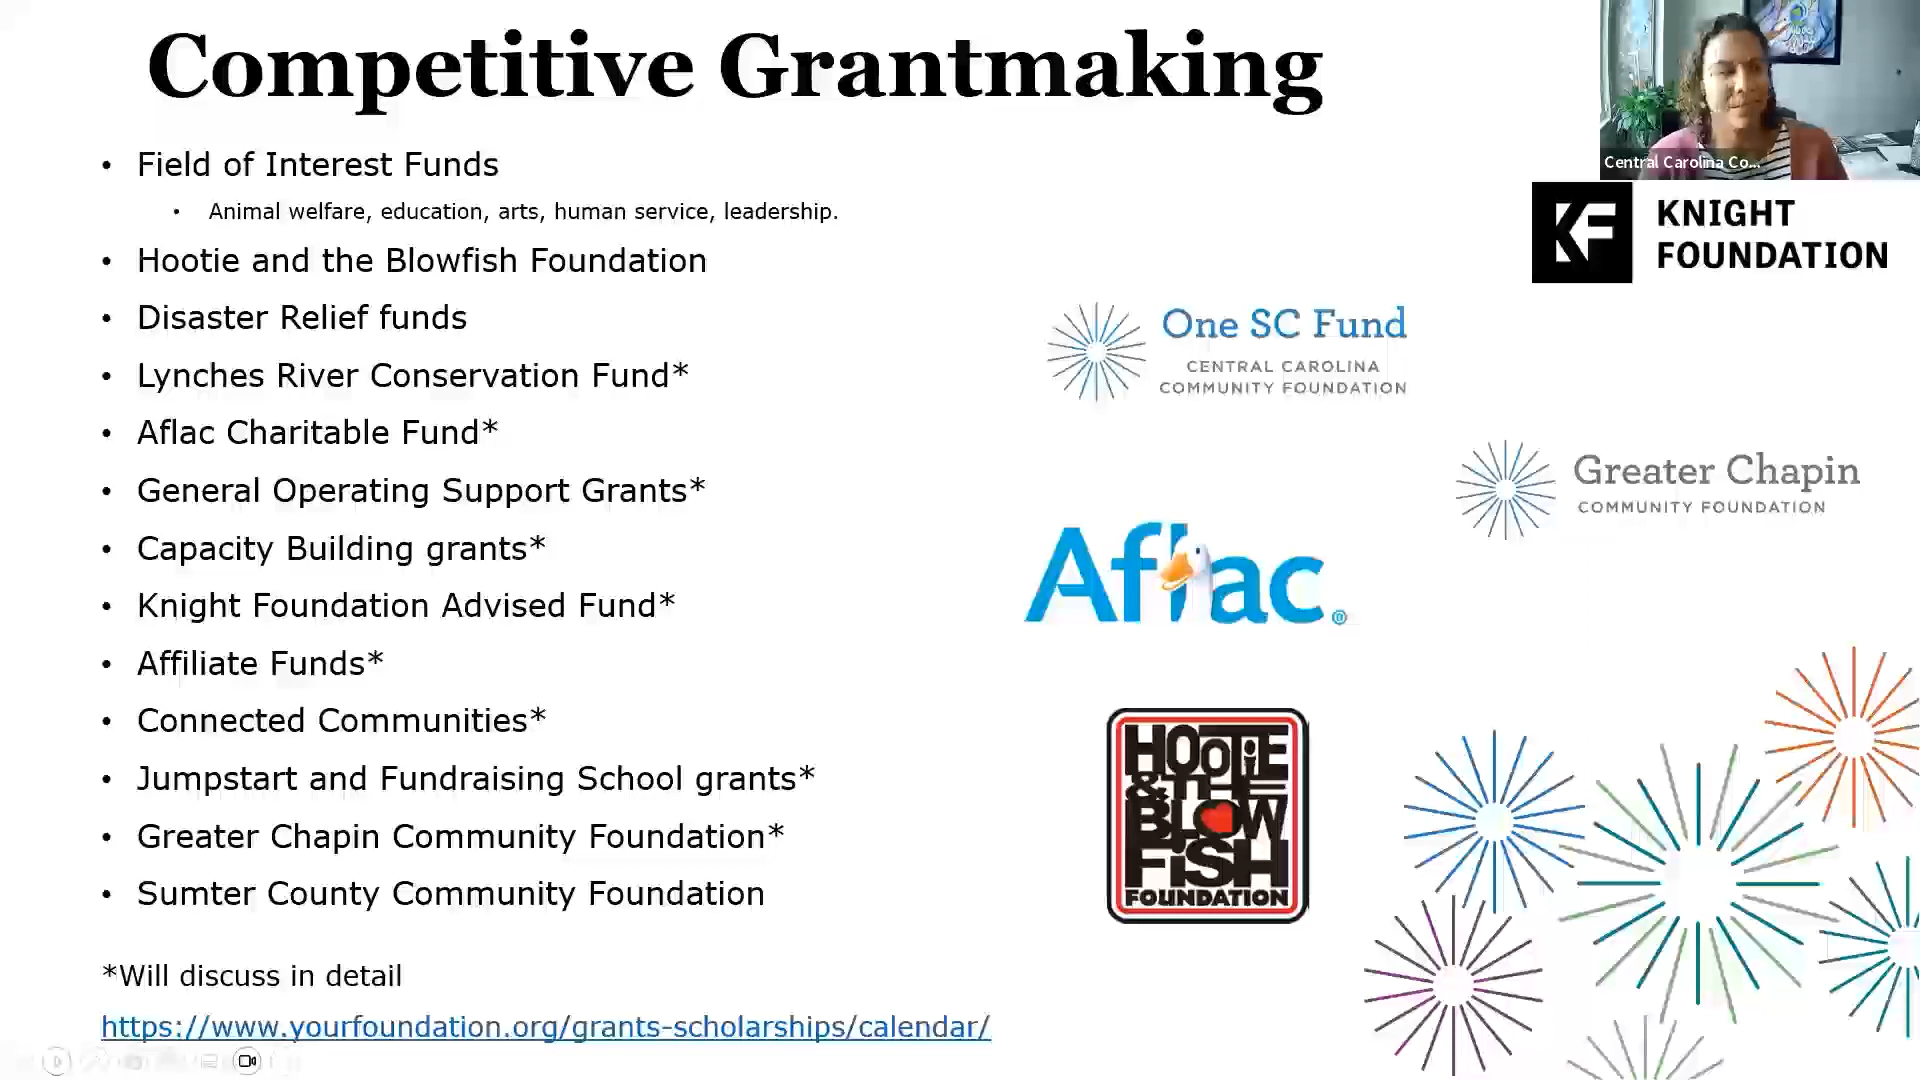 Competitive Grantmaking
• Field of Interest Funds
• Animal welfare, education, arts, human service, leadership.
• Hootie and the Blowfish Foundation
• Disaster Relief funds
• Lynches River Conservation Fund*
• Aflac Charitable Fund*
• General Operating Support Grants*
• Capacity Building grants*
• Knight Foundation Advised Fund*
• Affiliate Funds*
• Connected Communities*
• Jumpstart and Fundraising School grants*
• Greater Chapin Community Foundation*
• Sumter County Community Foundation
*Will discuss in detail
https://www.yourfoundation.org/grants-scholarships/calendar/
Central Carolina Co...
KF
KNIGHT
FOUNDATION
One SC Fund
CENTRAL CAROLINA
COMMUNITY FOUNDATION
Greater Chapin
COMMUNITY FOUNDATION
Aflac.®
HOOTIE
& THE
BLOW
FISH
FOUNDATION